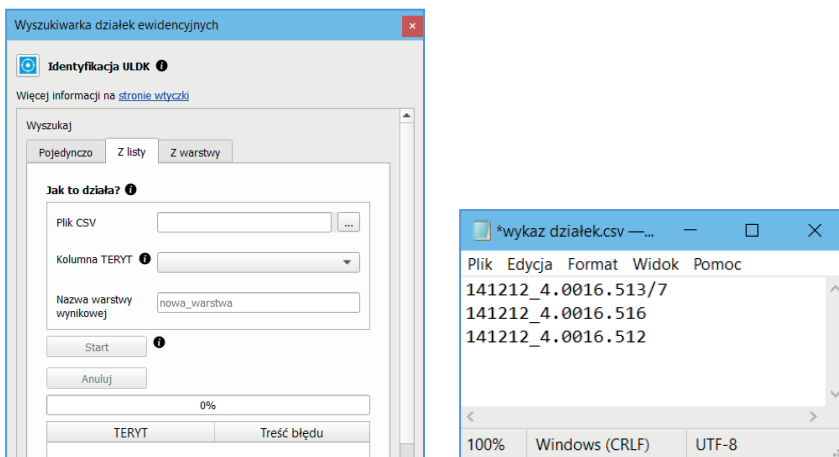 Wyszukiwarka działek ewidencyjnych
Identyfikacja ULDK
Więcej informacji na stronie wtyczki
Wyszukaj
Pojedynczo Z listy Z warstwy
Jak to działa?
Plik CSV ...
Kolumna TERYT
Nazwa warstwy wynikowej nowa_warstwa
Start
Anuluj
0%
TERYT Treść błędu
*wykaz działek.csv —...
Plik Edycja Format Widok Pomoc
141212_4.0016.513/7
141212_4.0016.516
141212_4.0016.512
100% Windows (CRLF) UTF-8